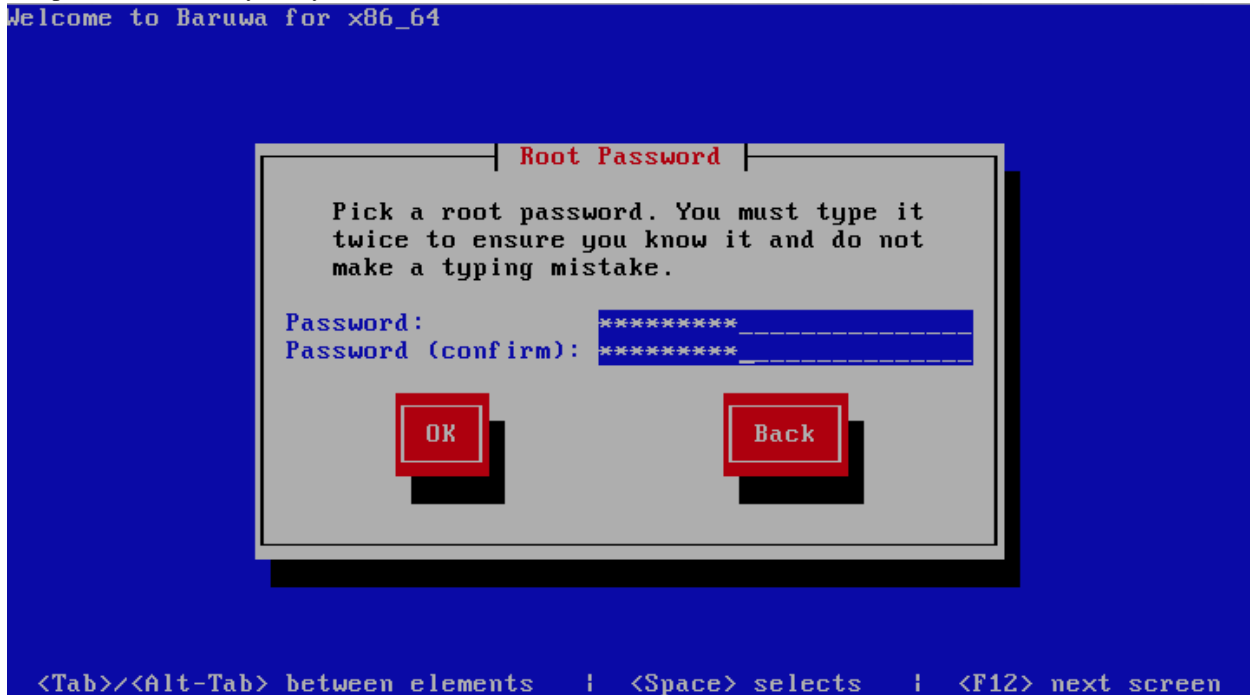 Welcome to Baruwa for x86_64
Root Password
Pick a root password. You must type it
twice to ensure you know it and do not
make a typing mistake.
Password: *********_______________
Password (confirm): *********_______________
OK Back
<Tab>/<Alt-Tab> between elements | <Space> selects | <F12> next screen